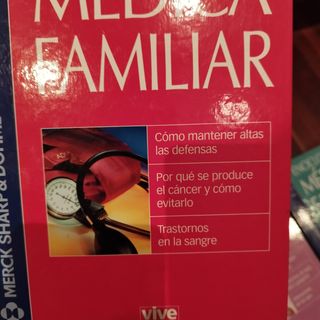 MÉDICA
FAMILIAR
Cómo mantener altas
las defensas
Por qué se produce
el cáncer y cómo
evitarlo
Trastornos
en la sangre
vive
MERCK SHARP & DOHME